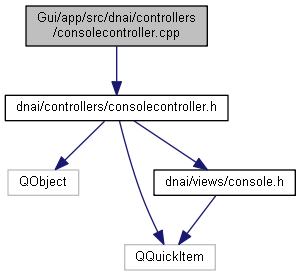 Gui/app/src/dnai/controllers
/consolecontroller.cpp
dnai/controllers/consolecontroller.h
QObject
dnai/views/console.h
QQuickItem